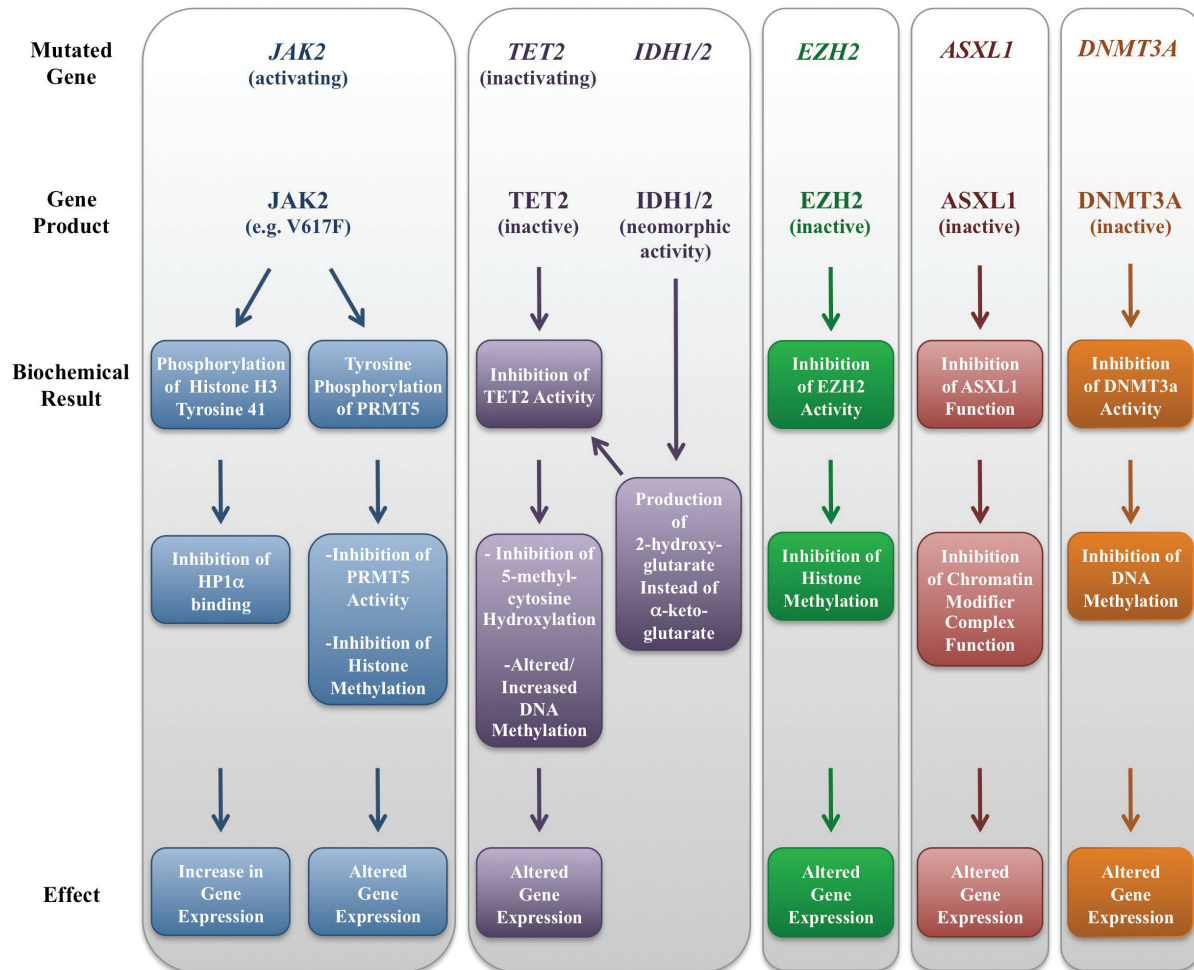 Mutated
Gene
JAK2
(activating)
TET2
(inactivating)
IDH1/2
EZH2
ASXL1
DNMT3A
Gene
Product
JAK2
(e.g. V617F)
TET2
(inactive)
IDH1/2
(neomorphic
activity)
EZH2
(inactive)
ASXL1
(inactive)
DNMT3A
(inactive)
Biochemical
Result
Phosphorylation
of Histone H3
Tyrosine 41
Tyrosine
Phosphorylation
of PRMT5
Inhibition of
TET2 Activity
Inhibition
of EZH2
Activity
Inhibition
of ASXL1
Function
Inhibition
of DNMT3a
Activity
Inhibition of
HP1α
binding
-Inhibition of
PRMT5
Activity
-Inhibition of
Histone
Methylation
- Inhibition of
5-methyl-
cytosine
Hydroxylation
-Altered/
Increased
DNA
Methylation
Production
of
2-hydroxy-
glutarate
Instead of
α-keto-
glutarate
Inhibition of
Histone
Methylation
Inhibition
of Chromatin
Modifier
Complex
Function
Inhibition of
DNA
Methylation
Effect
Increase in
Gene
Expression
Altered
Gene
Expression
Altered
Gene
Expression
Altered
Gene
Expression
Altered
Gene
Expression
Altered
Gene
Expression